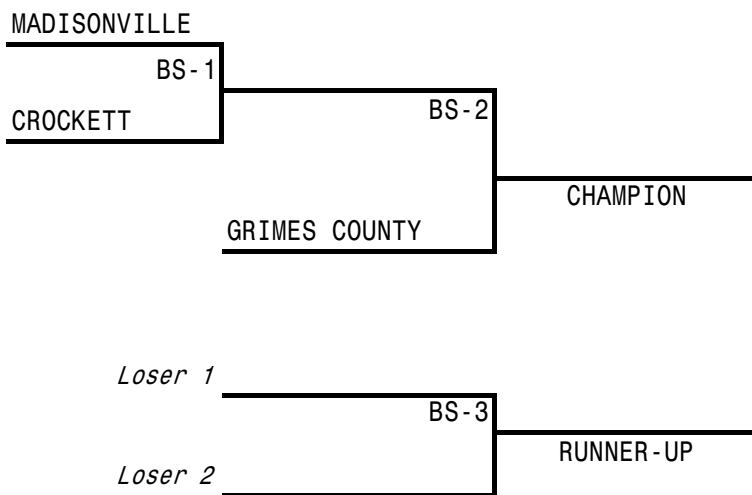 MADISONVILLE
BS-1
CROCKETT
BS-2
CHAMPION
GRIMES COUNTY
Loser 1
BS-3
RUNNER-UP
Loser 2